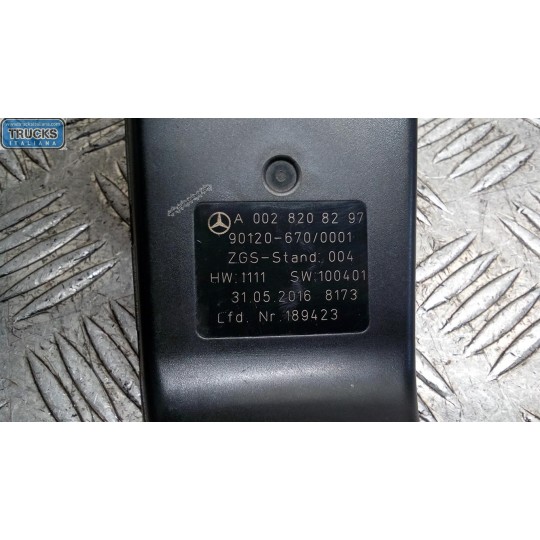 TRUCKS
ITALIANA
A 002 820 82 97
90120-670/0001
ZGS-Stand: 004
HW:1111 SW:100401
31.05.2016 8173
Lfd. Nr.189423